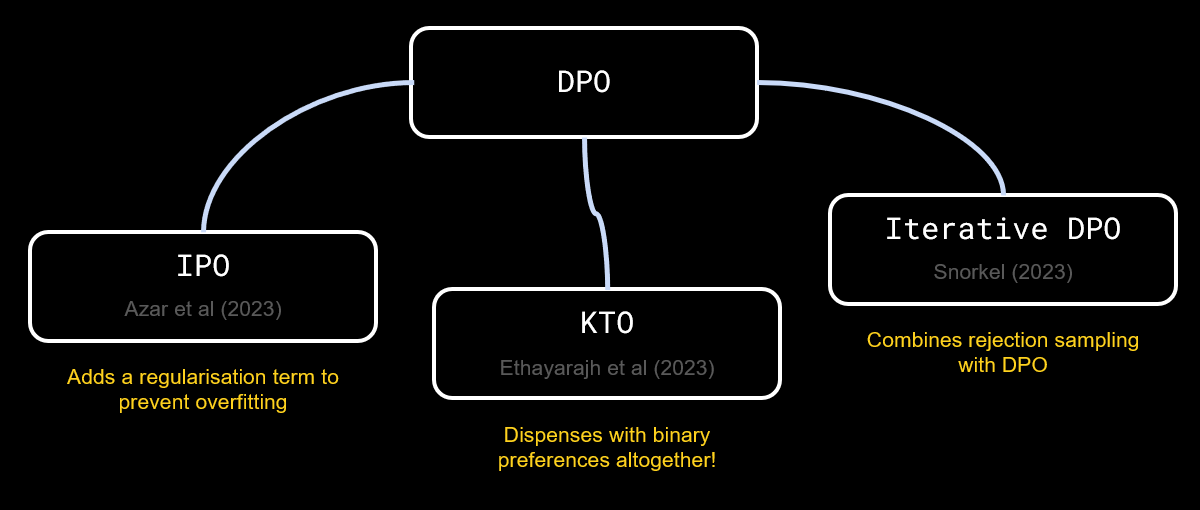 DPO
IPO
Azar et al (2023)
Adds a regularisation term to
prevent overfitting
KTO
Ethayarajh et al (2023)
Dispenses with binary
preferences altogether!
Iterative DPO
Snorkel (2023)
Combines rejection sampling
with DPO